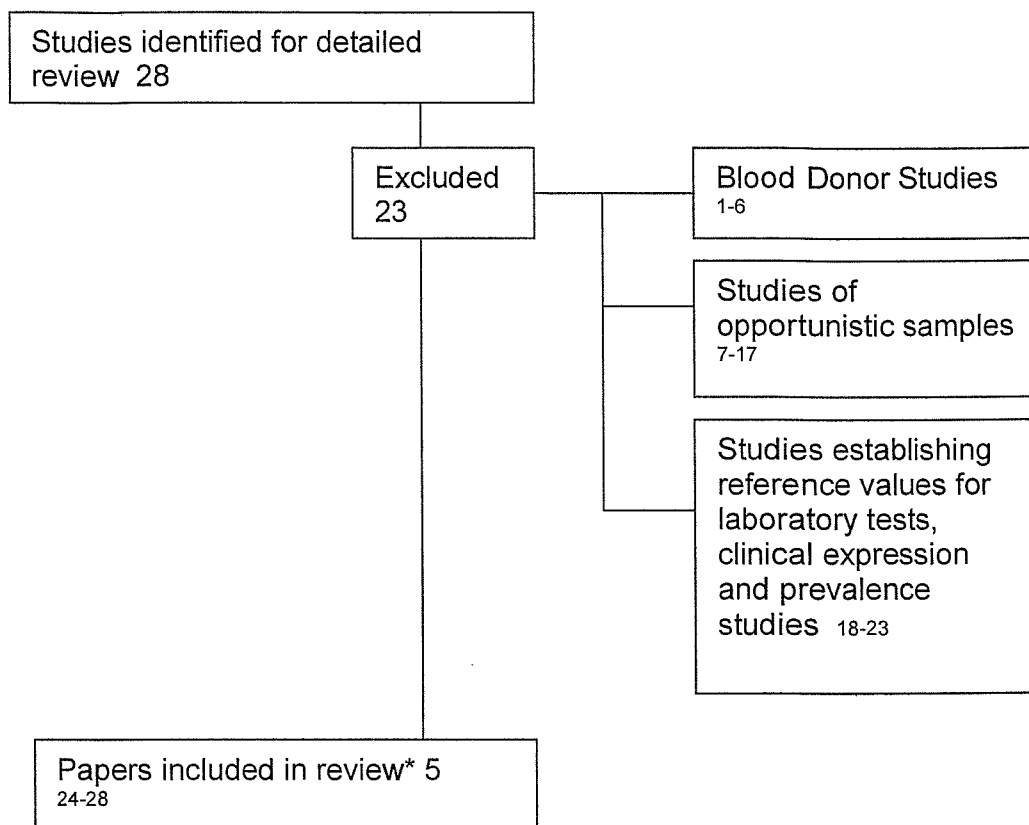 Studies identified for detailed
review 28
Excluded
23
Blood Donor Studies
1-6
Studies of
opportunistic samples
7-17
Studies establishing
reference values for
laboratory tests,
clinical expression
and prevalence
studies 18-23
Papers included in review* 5
24-28